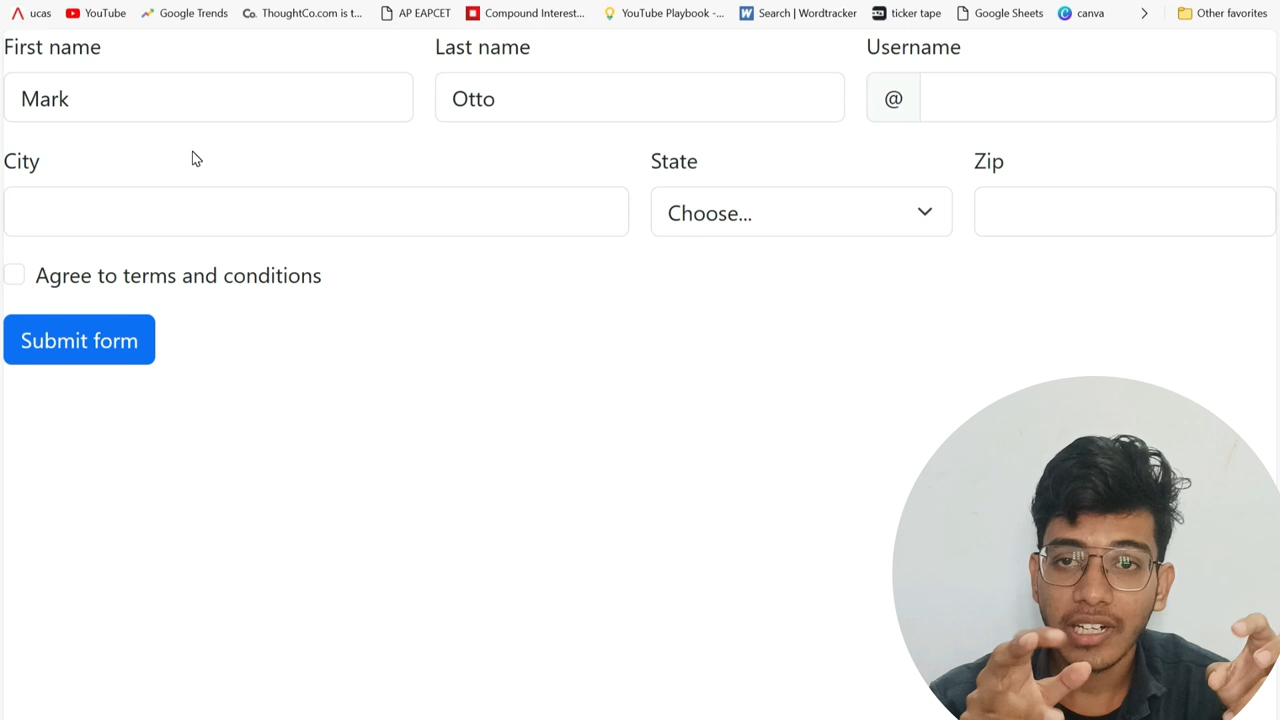 ucas YouTube Google Trends Co. ThoughtCo.com is t... AP EAPCET Compound Interest... YouTube Playbook -... W Search | Wordtracker ticker tape Google Sheets canva Other favorites
First name Last name Username
Mark Otto @
City State Zip
Choose...
Agree to terms and conditions
Submit form